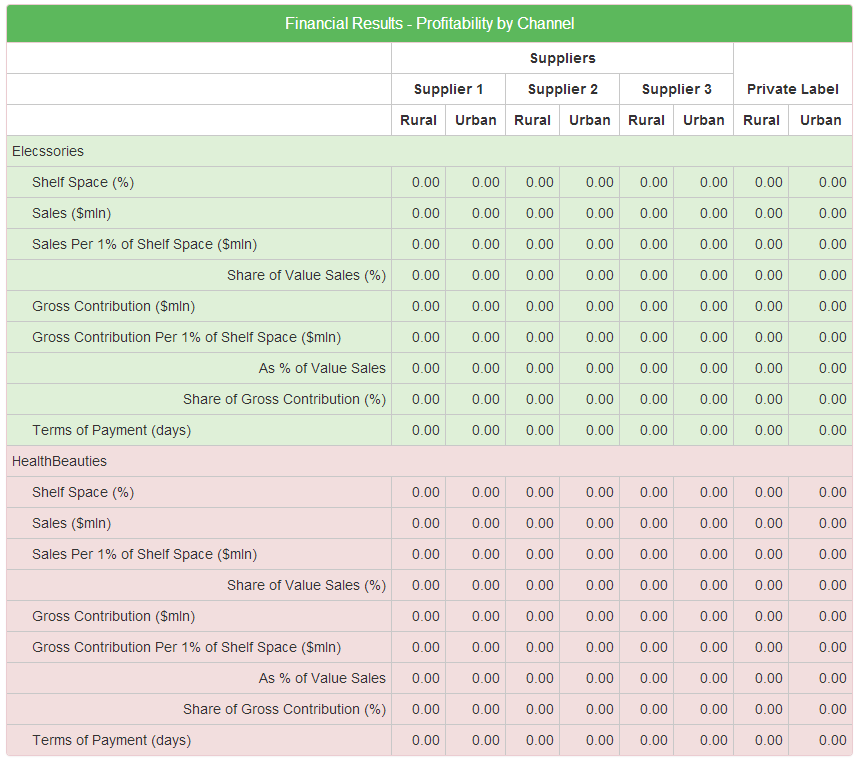 Financial Results - Profitability by Channel
Suppliers
Supplier 1 Supplier 2 Supplier 3 Private Label
Rural Urban Rural Urban Rural Urban Rural Urban
Elecssories
Shelf Space (%) 0.00 0.00 0.00 0.00 0.00 0.00 0.00 0.00
Sales ($mln) 0.00 0.00 0.00 0.00 0.00 0.00 0.00 0.00
Sales Per 1% of Shelf Space ($mln) 0.00 0.00 0.00 0.00 0.00 0.00 0.00 0.00
Share of Value Sales (%) 0.00 0.00 0.00 0.00 0.00 0.00 0.00 0.00
Gross Contribution ($mln) 0.00 0.00 0.00 0.00 0.00 0.00 0.00 0.00
Gross Contribution Per 1% of Shelf Space ($mln) 0.00 0.00 0.00 0.00 0.00 0.00 0.00 0.00
As % of Value Sales 0.00 0.00 0.00 0.00 0.00 0.00 0.00 0.00
Share of Gross Contribution (%) 0.00 0.00 0.00 0.00 0.00 0.00 0.00 0.00
Terms of Payment (days) 0.00 0.00 0.00 0.00 0.00 0.00 0.00 0.00
HealthBeauties
Shelf Space (%) 0.00 0.00 0.00 0.00 0.00 0.00 0.00 0.00
Sales ($mln) 0.00 0.00 0.00 0.00 0.00 0.00 0.00 0.00
Sales Per 1% of Shelf Space ($mln) 0.00 0.00 0.00 0.00 0.00 0.00 0.00 0.00
Share of Value Sales (%) 0.00 0.00 0.00 0.00 0.00 0.00 0.00 0.00
Gross Contribution ($mln) 0.00 0.00 0.00 0.00 0.00 0.00 0.00 0.00
Gross Contribution Per 1% of Shelf Space ($mln) 0.00 0.00 0.00 0.00 0.00 0.00 0.00 0.00
As % of Value Sales 0.00 0.00 0.00 0.00 0.00 0.00 0.00 0.00
Share of Gross Contribution (%) 0.00 0.00 0.00 0.00 0.00 0.00 0.00 0.00
Terms of Payment (days) 0.00 0.00 0.00 0.00 0.00 0.00 0.00 0.00